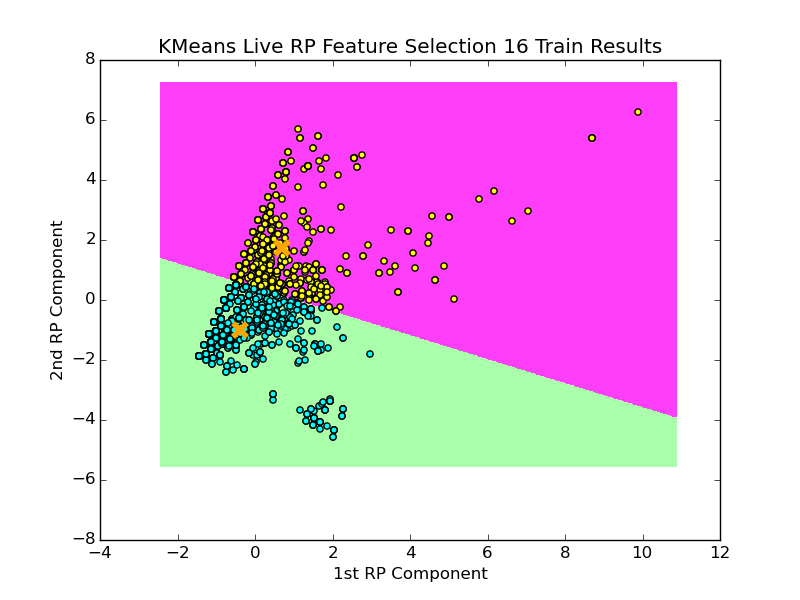 KMeans Live RP Feature Selection 16 Train Results
8
6
4
2
0
−2
−4
−6
−8
2nd RP Component
−4 −2 0 2 4 6 8 10 12
1st RP Component